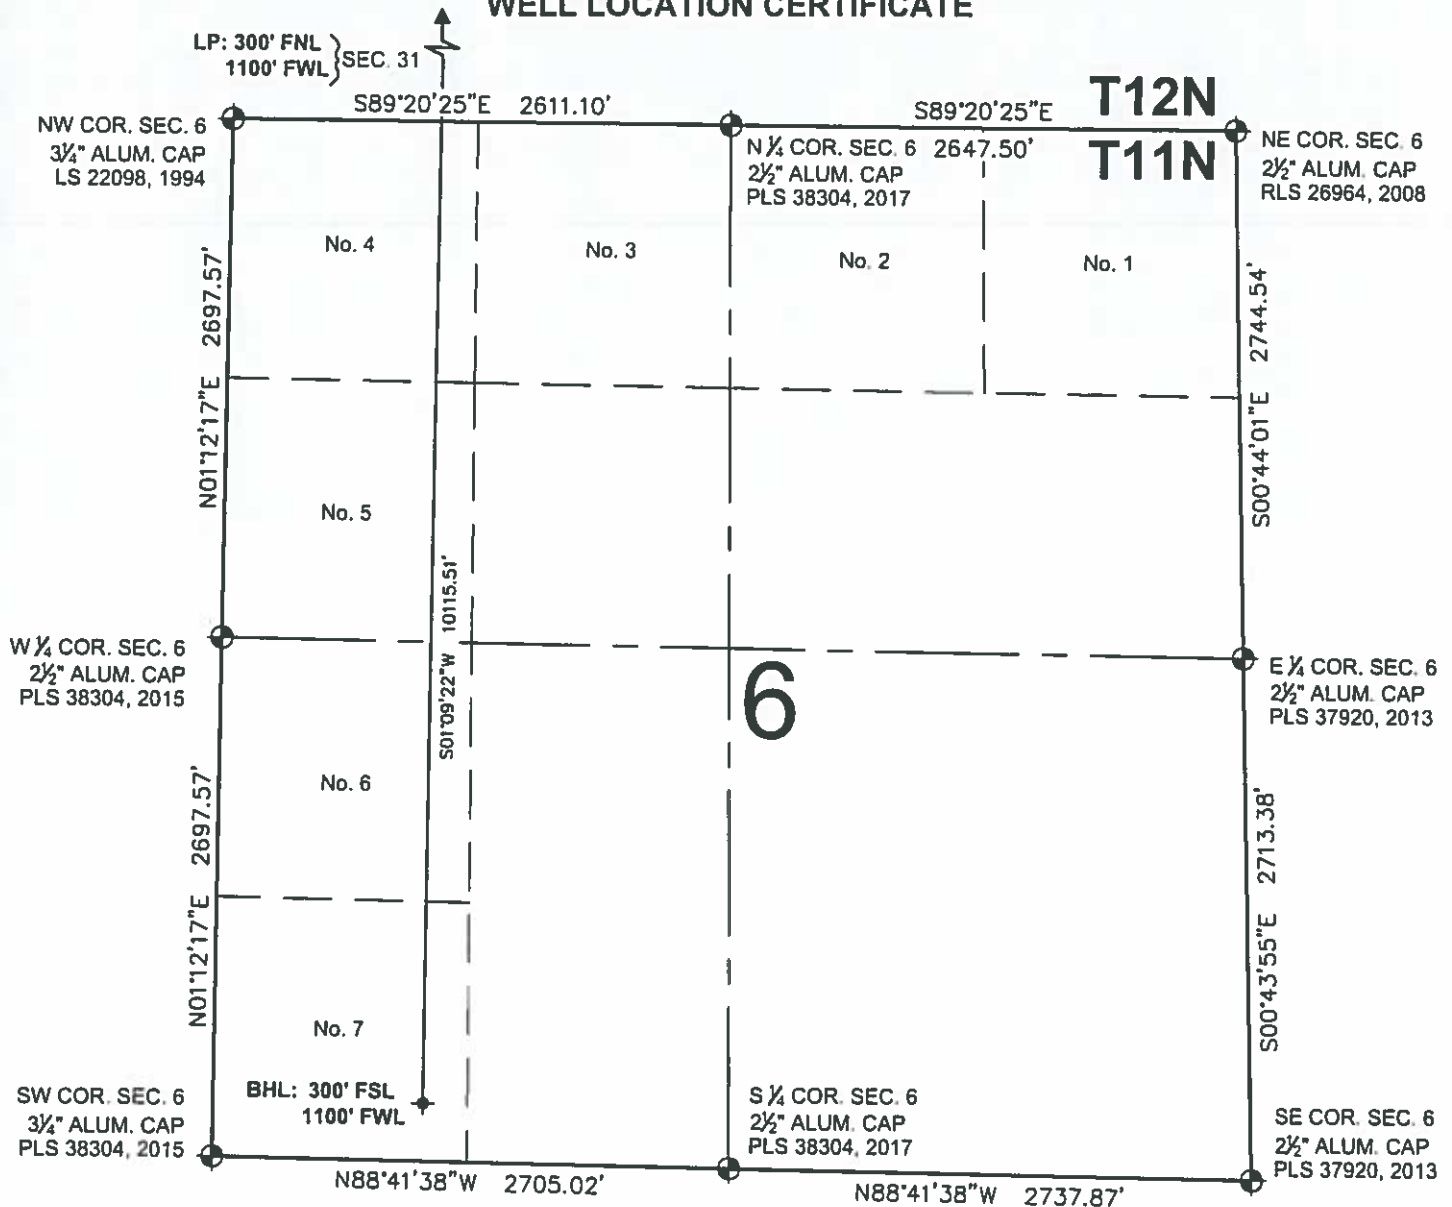 WELL LOCATION CERTIFICATE
LP: 300' FNL
1100' FWL
SEC. 31
S89°20'25"E 2611.10'
S89°20'25"E
2647.50'
T12N
T11N
NW COR. SEC. 6
3¼" ALUM. CAP
LS 22098, 1994
N ¼ COR. SEC. 6
2½" ALUM. CAP
PLS 38304, 2017
NE COR. SEC. 6
2½" ALUM. CAP
RLS 26964, 2008
No. 4
No. 3
No. 2
No. 1
N01°12'17"E 2697.57'
S00°44'01"E 2744.54'
No. 5
S01°09'22"W 10115.51'
W ¼ COR. SEC. 6
2½" ALUM. CAP
PLS 38304, 2015
6
E ¼ COR. SEC. 6
2½" ALUM. CAP
PLS 37920, 2013
No. 6
N01°12'17"E 2697.57'
S00°43'55"E 2713.38'
No. 7
BHL: 300' FSL
1100' FWL
SW COR. SEC. 6
3¼" ALUM. CAP
PLS 38304, 2015
S ¼ COR. SEC. 6
2½" ALUM. CAP
PLS 38304, 2017
SE COR. SEC. 6
2½" ALUM. CAP
PLS 37920, 2013
N88°41'38"W 2705.02'
N88°41'38"W 2737.87'